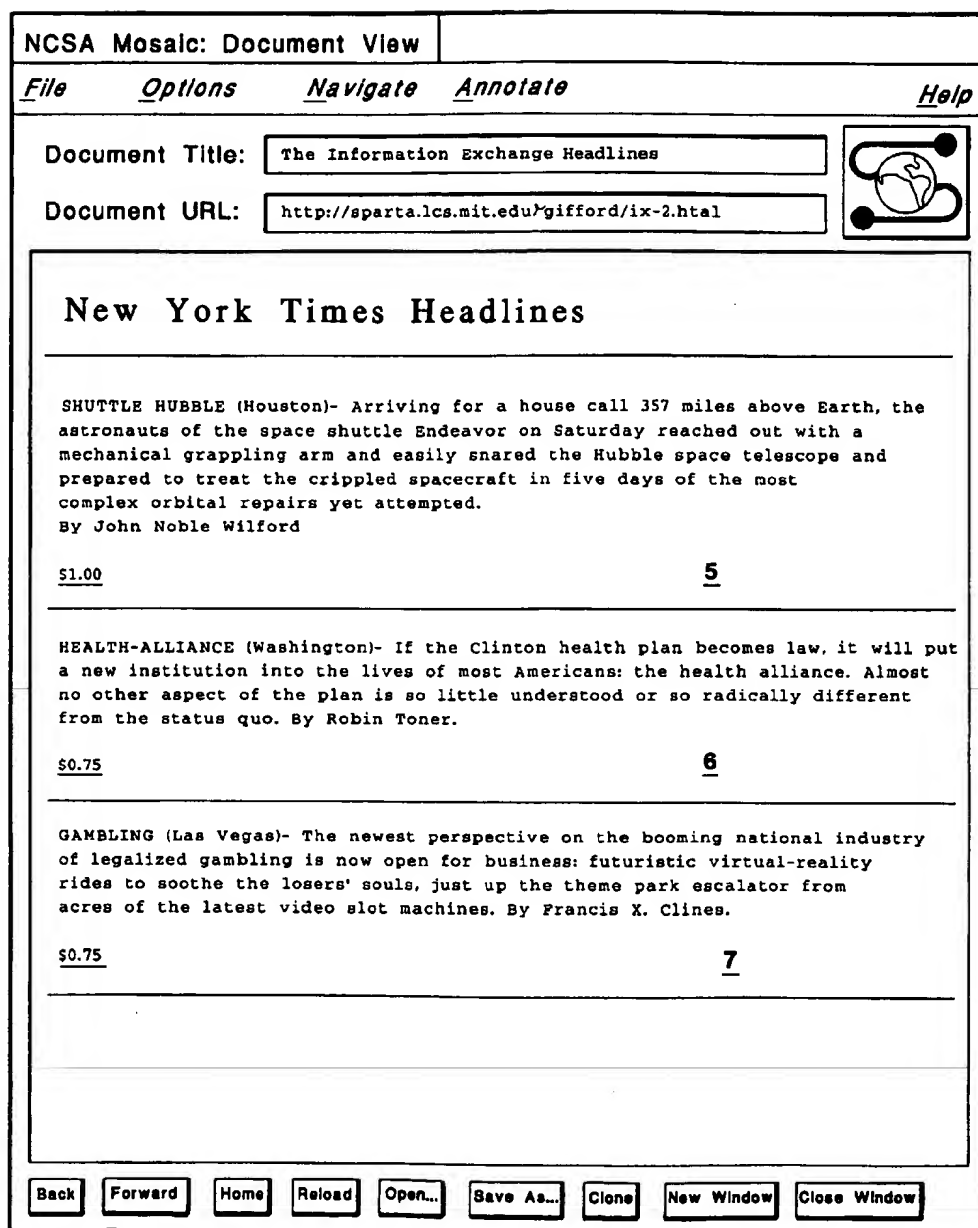 NCSA Mosaic: Document View
File Options Navigate Annotate Help
Document Title: The Information Exchange Headlines
Document URL: http://sparta.lcs.mit.edu/~gifford/ix-2.htal
New York Times Headlines
SHUTTLE HUBBLE (Houston)- Arriving for a house call 357 miles above Earth, the
astronauts of the space shuttle Endeavor on Saturday reached out with a
mechanical grappling arm and easily snared the Hubble space telescope and
prepared to treat the crippled spacecraft in five days of the most
complex orbital repairs yet attempted.
By John Noble Wilford
$1.00 5
HEALTH-ALLIANCE (Washington)- If the Clinton health plan becomes law, it will put
a new institution into the lives of most Americans: the health alliance. Almost
no other aspect of the plan is so little understood or so radically different
from the status quo. By Robin Toner.
$0.75 6
GAMBLING (Las Vegas)- The newest perspective on the booming national industry
of legalized gambling is now open for business: futuristic virtual-reality
rides to soothe the losers' souls, just up the theme park escalator from
acres of the latest video slot machines. By Francis X. Clines.
$0.75 7
Back Forward Home Reload Open... Save As... Clone New Window Close Window